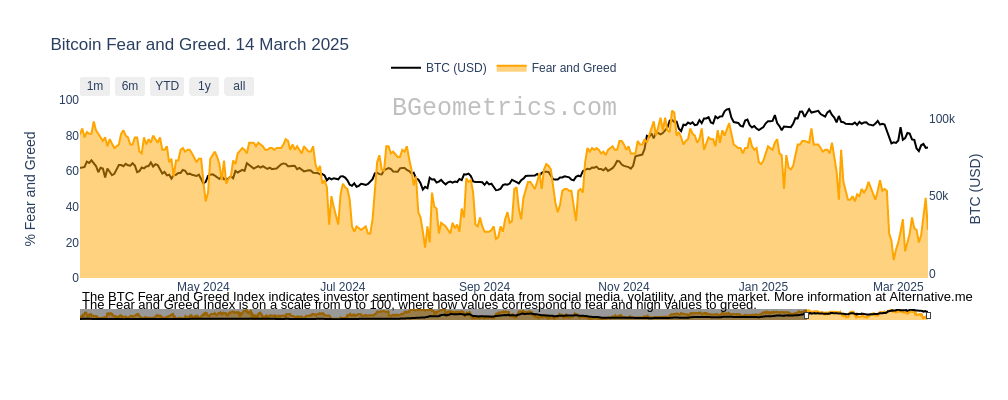 Bitcoin Fear and Greed. 14 March 2025
BTC (USD) Fear and Greed
1m 6m YTD 1y all
BGeometrics.com
100
80
60
40
20
0
% Fear and Greed
100k
50k
0
BTC (USD)
May 2024 Jul 2024 Sep 2024 Nov 2024 Jan 2025 Mar 2025
The BTC Fear and Greed Index indicates investor sentiment based on data from social media, volatility, and the market. More information at Alternative.me
The Fear and Greed Index is on a scale from 0 to 100, where low values correspond to fear and high values to greed.